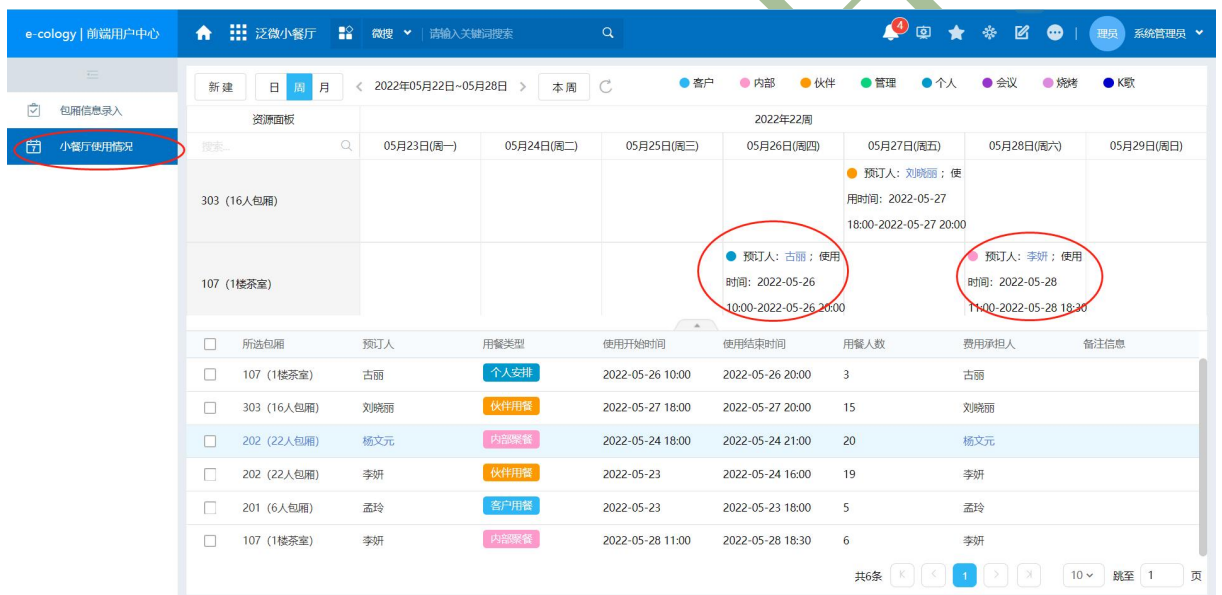 e-cology | 前端用户中心 泛微小餐厅 微搜 请输入关键词搜索 4 理员 系统管理员
包厢信息录入
7 小餐厅使用情况
新建 日 周 月 2022年05月22日~05月28日 本周 客户 内部 伙伴 管理 个人 会议 烧烤 K歌
资源面板 2022年22周
搜索... 05月23日(周一) 05月24日(周二) 05月25日(周三) 05月26日(周四) 05月27日(周五) 05月28日(周六) 05月29日(周日)
303（16人包厢）
预订人：刘晓丽；使
用时间：2022-05-27
18:00-2022-05-27 20:00
107（1楼茶室）
预订人：古丽；使用
时间：2022-05-26
10:00-2022-05-26 20:00
预订人：李妍；使用
时间：2022-05-28
11:00-2022-05-28 18:30
所选包厢 预订人 用餐类型 使用开始时间 使用结束时间 用餐人数 费用承担人 备注信息
107（1楼茶室） 古丽 个人安排 2022-05-26 10:00 2022-05-26 20:00 3 古丽
303（16人包厢） 刘晓丽 伙伴用餐 2022-05-27 18:00 2022-05-27 20:00 15 刘晓丽
202（22人包厢） 杨文元 内部聚餐 2022-05-24 18:00 2022-05-24 21:00 20 杨文元
202（22人包厢） 李妍 伙伴用餐 2022-05-23 2022-05-24 16:00 19 李妍
201（6人包厢） 孟玲 客户用餐 2022-05-23 2022-05-23 18:00 5 孟玲
107（1楼茶室） 李妍 内部聚餐 2022-05-28 11:00 2022-05-28 18:30 6 李妍
共6条 1 10 跳至 1 页